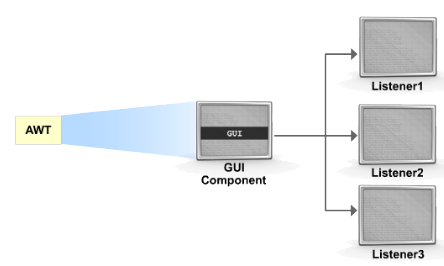 AWT
GUI
GUI
Component
Listener1
Listener2
Listener3